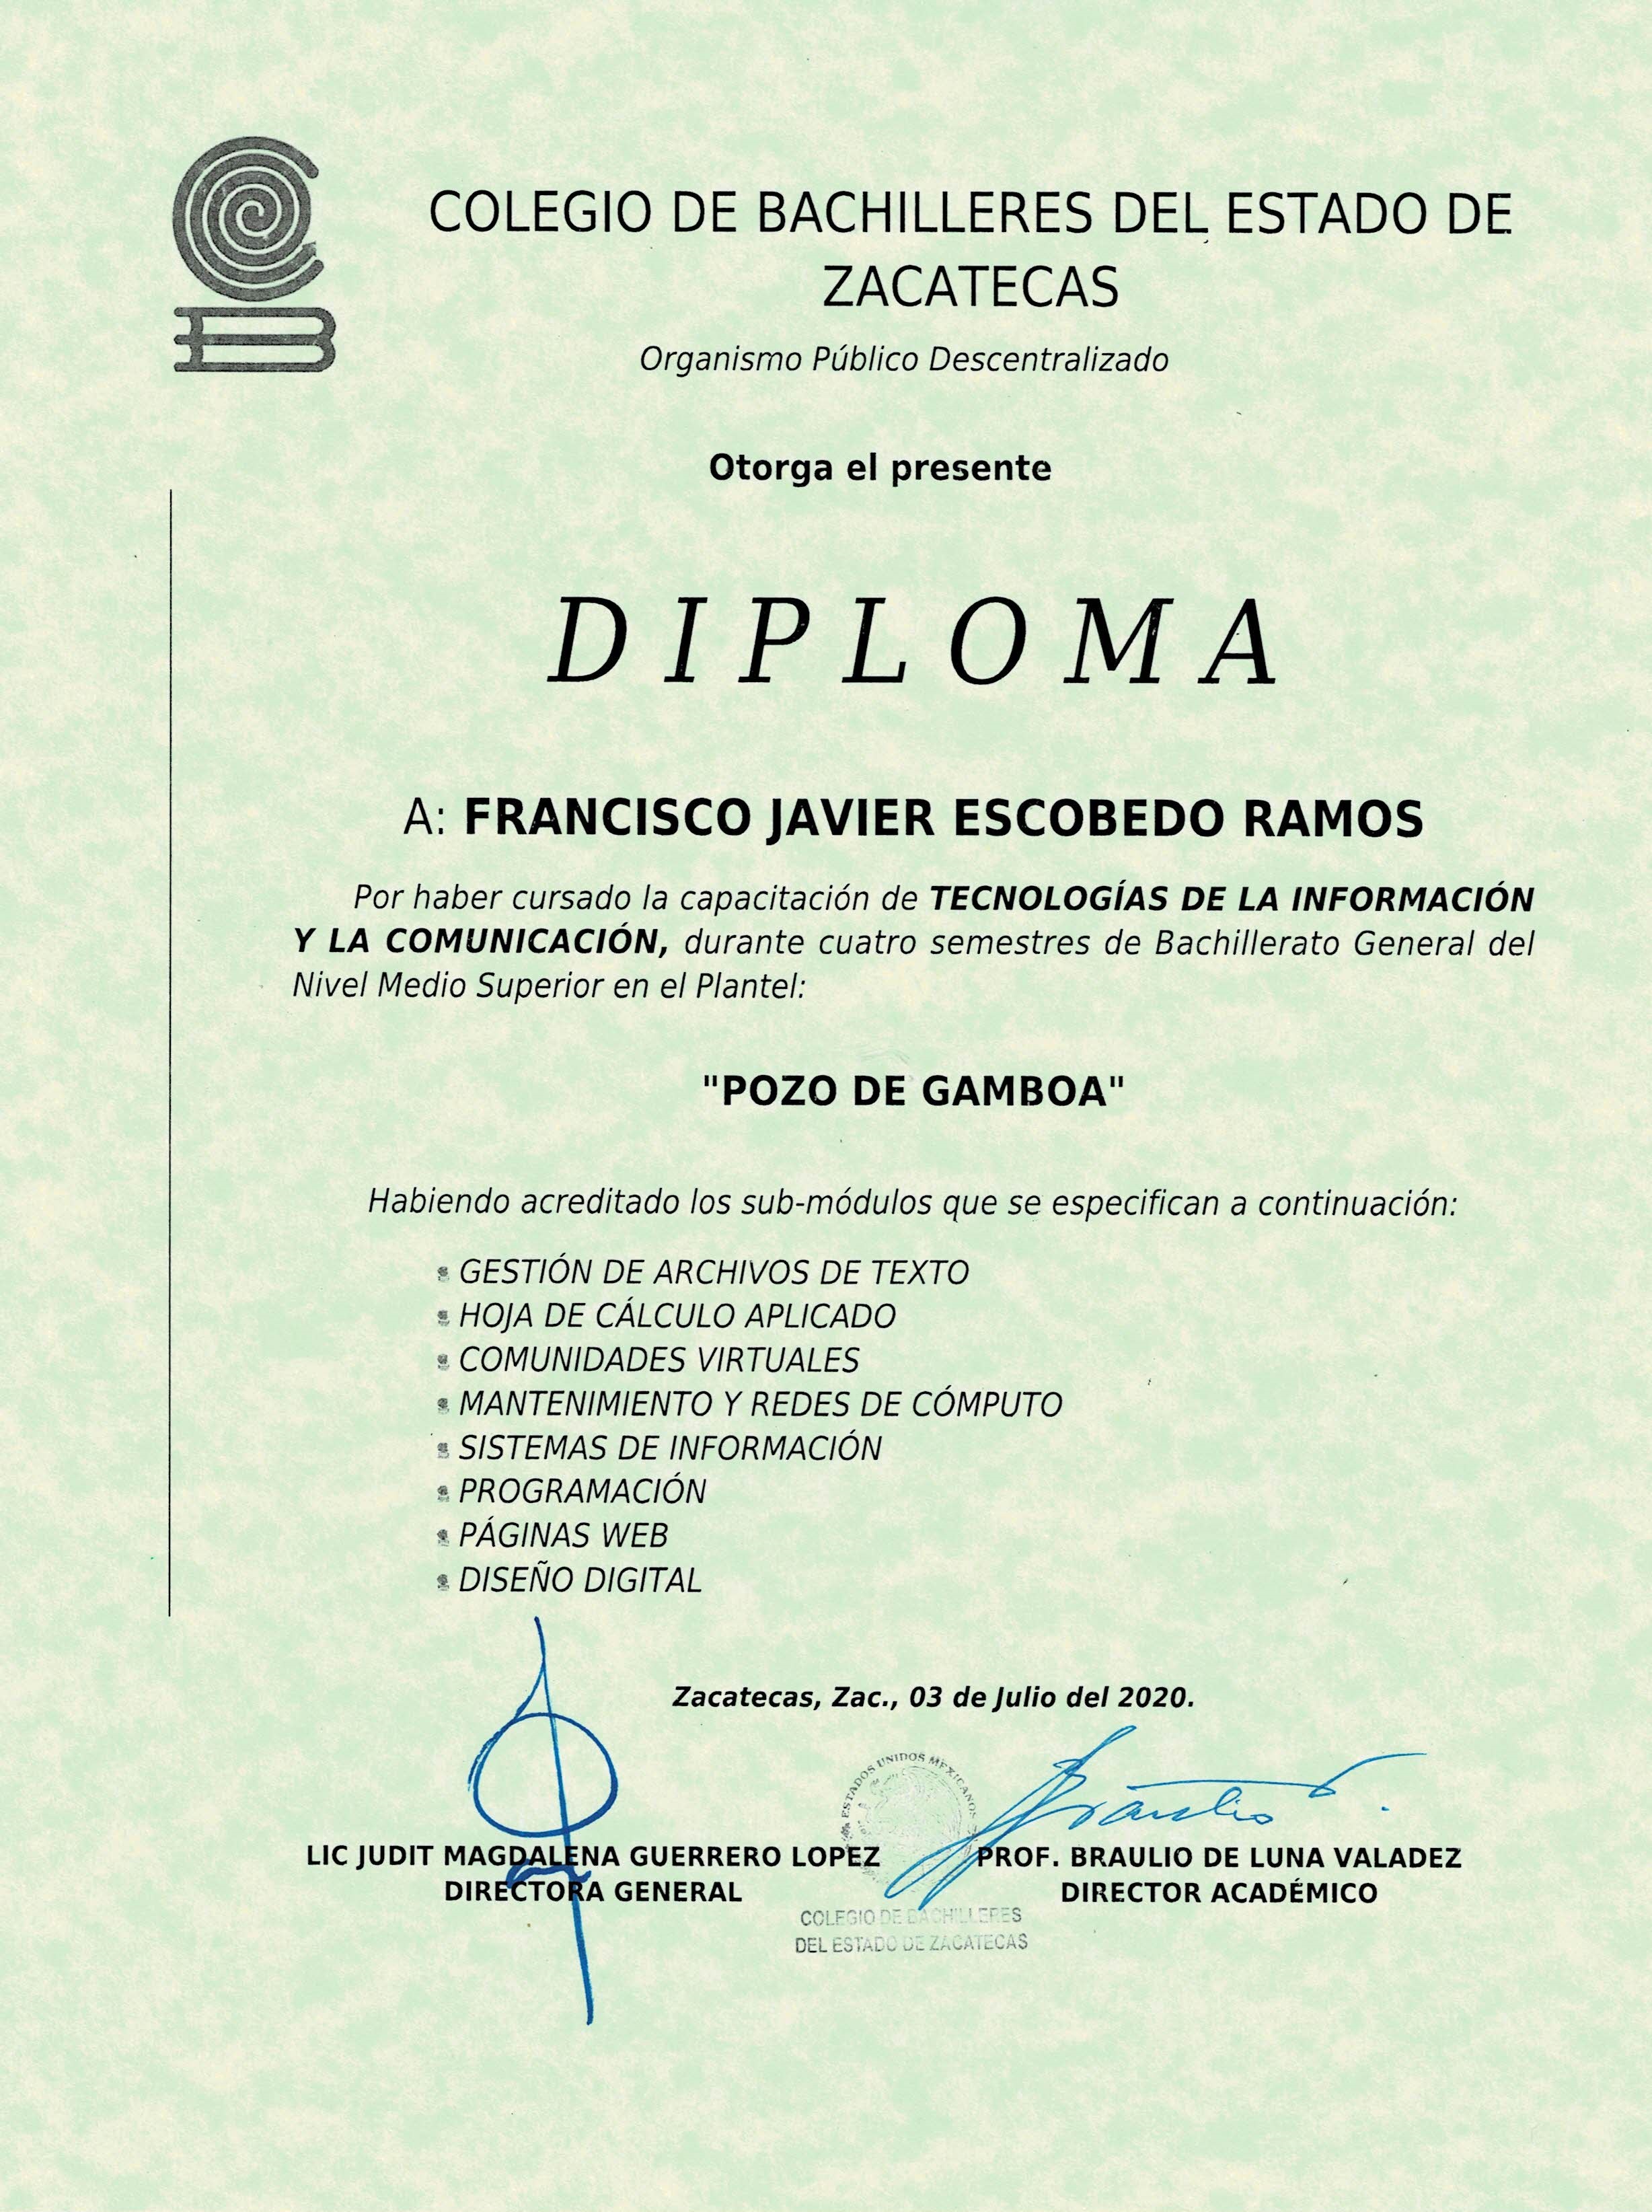 COLEGIO DE BACHILLERES DEL ESTADO DE
ZACATECAS
Organismo Público Descentralizado
Otorga el presente
DIPLOMA
A: FRANCISCO JAVIER ESCOBEDO RAMOS
Por haber cursado la capacitación de TECNOLOGÍAS DE LA INFORMACIÓN
Y LA COMUNICACIÓN, durante cuatro semestres de Bachillerato General del
Nivel Medio Superior en el Plantel:
"POZO DE GAMBOA"
Habiendo acreditado los sub-módulos que se especifican a continuación:
GESTIÓN DE ARCHIVOS DE TEXTO
HOJA DE CÁLCULO APLICADO
COMUNIDADES VIRTUALES
MANTENIMIENTO Y REDES DE CÓMPUTO
SISTEMAS DE INFORMACIÓN
PROGRAMACIÓN
PÁGINAS WEB
DISEÑO DIGITAL
Zacatecas, Zac., 03 de Julio del 2020.
ESTADOS UNIDOS MEXICANOS
Braulio
LIC JUDIT MAGDALENA GUERRERO LOPEZ
DIRECTORA GENERAL
PROF. BRAULIO DE LUNA VALADEZ
DIRECTOR ACADÉMICO
COLEGIO DE BACHILLERES
DEL ESTADO DE ZACATECAS